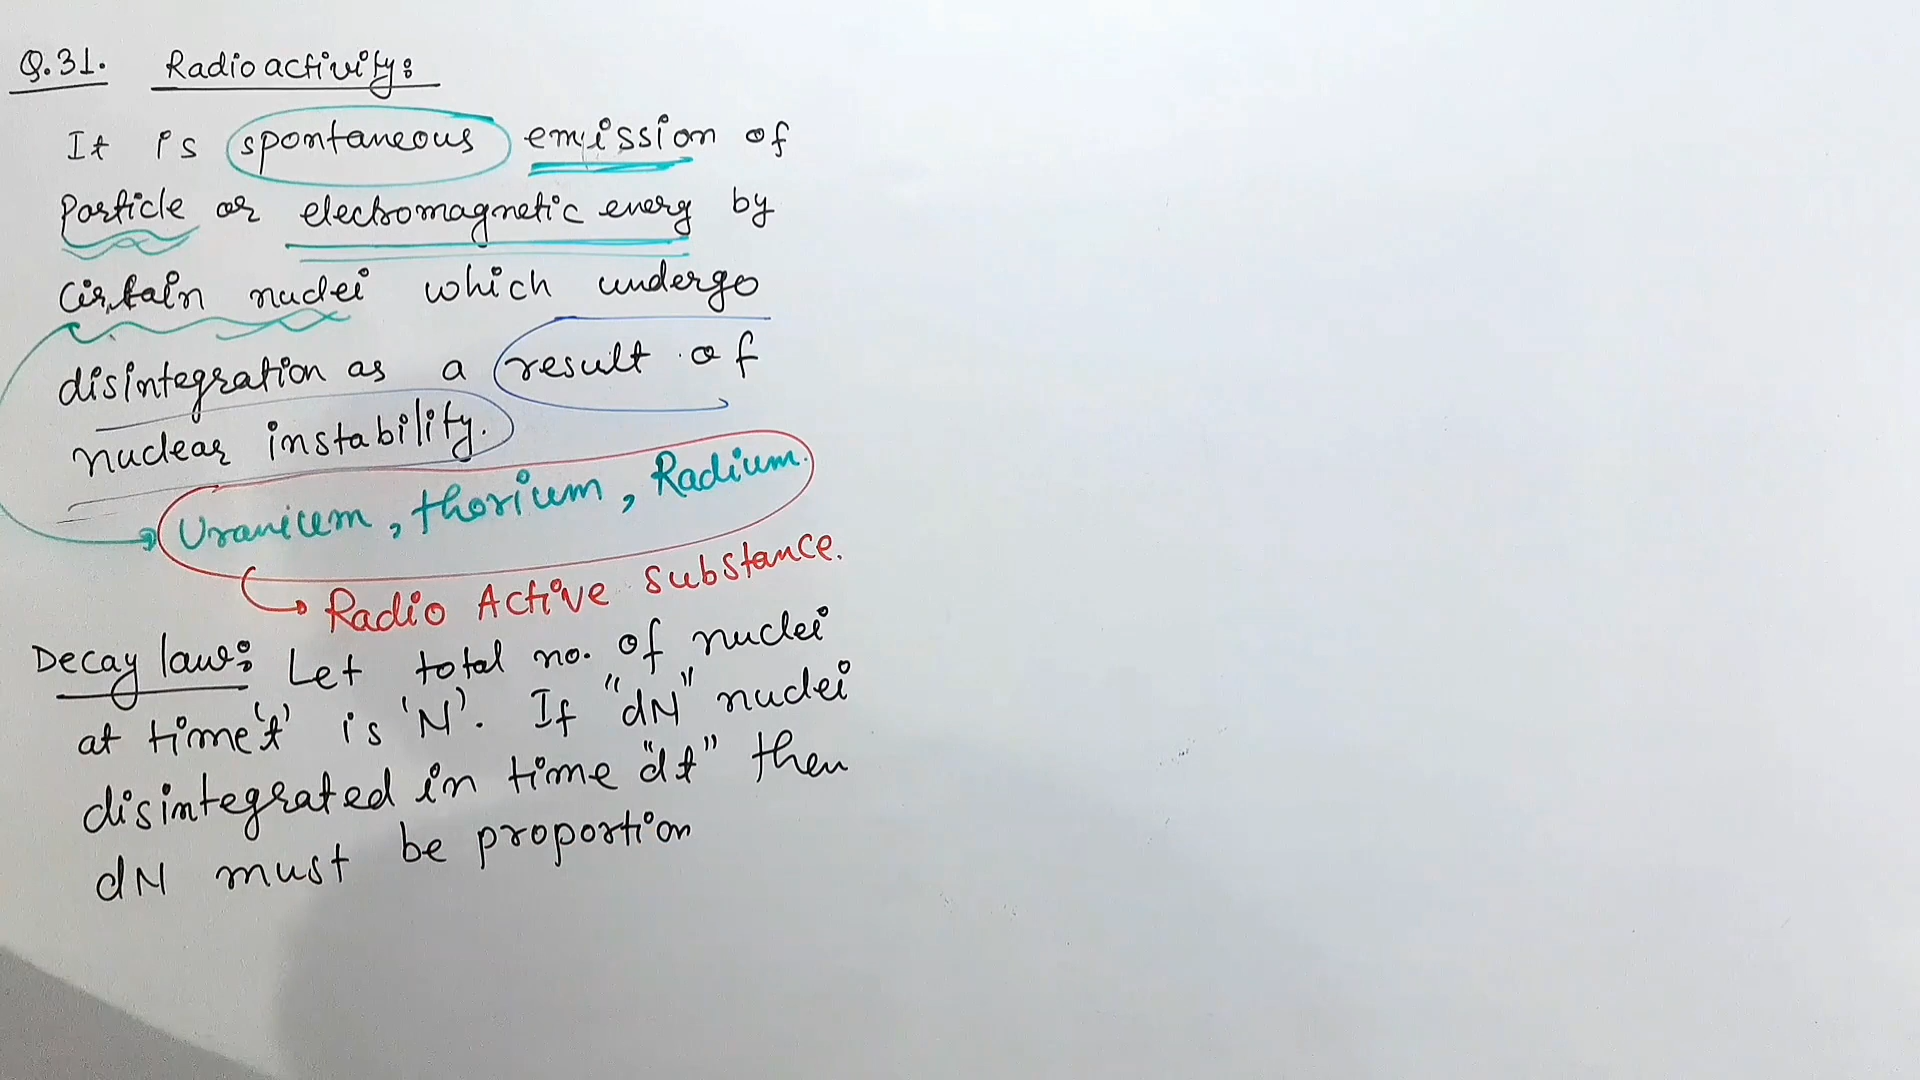 Q.31. Radioactivity:
It is spontaneous emission of
Particle or electromagnetic energy by
Certain nuclei which undergo
disintegration as a result of
nuclear instability.
Uranium, thorium, Radium.
Radio Active Substance.
Decay law: Let total no. of nuclei
at time 't' is 'N'. If "dN" nuclei
disintegrated in time "dt" then
dN must be proportion